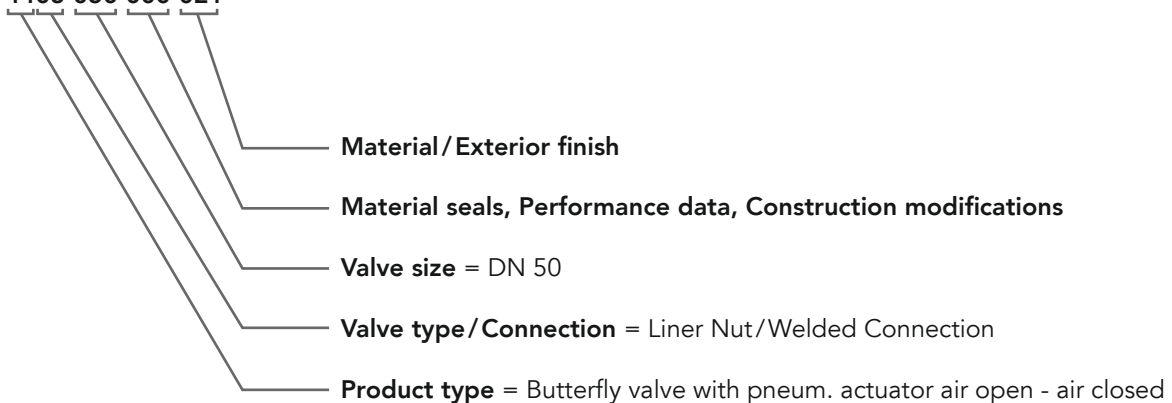 Material/Exterior finish
Material seals, Performance data, Construction modifications
Valve size = DN 50
Valve type/Connection = Liner Nut/Welded Connection
Product type = Butterfly valve with pneum. actuator air open - air closed